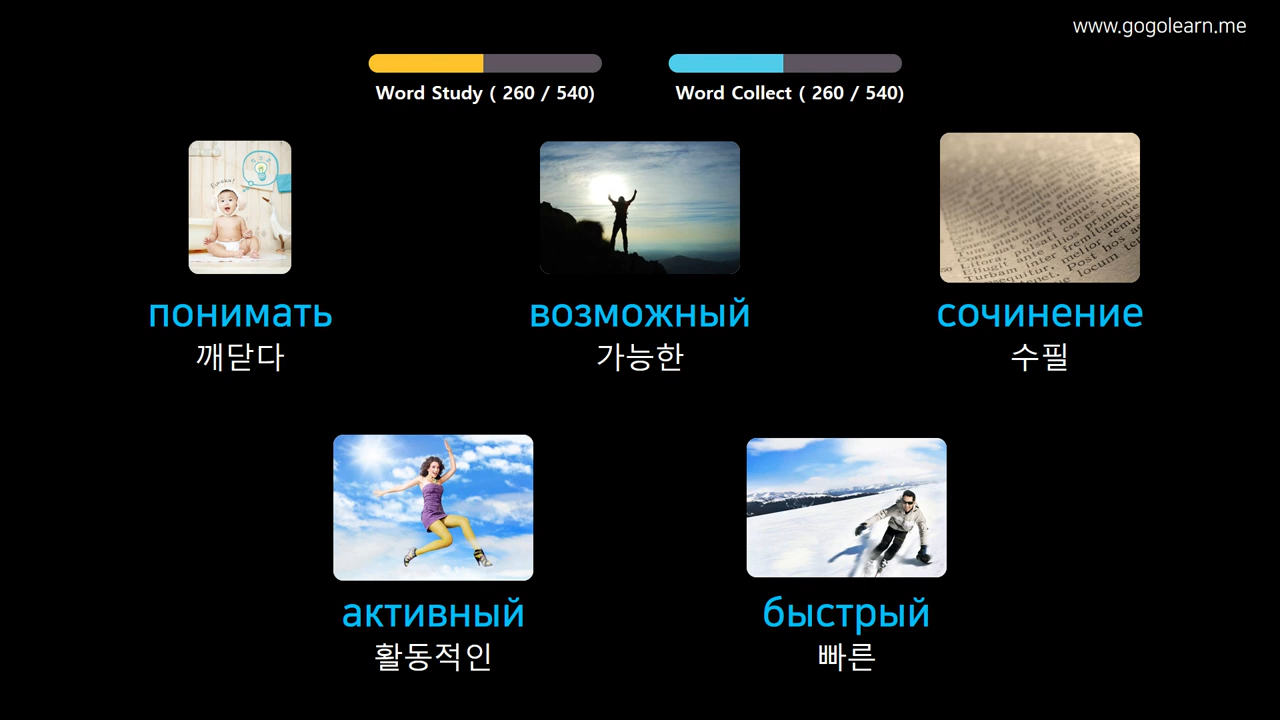 www.gogolearn.me
Word Study ( 260 / 540)
Word Collect ( 260 / 540)
Eureka!
понимать
깨닫다
возможный
가능한
сочинение
수필
активный
활동적인
быстрый
빠른